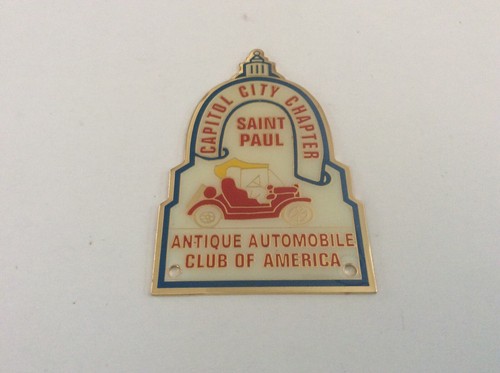 CAPITOL CITY CHAPTER
SAINT
PAUL
ANTIQUE AUTOMOBILE
CLUB OF AMERICA